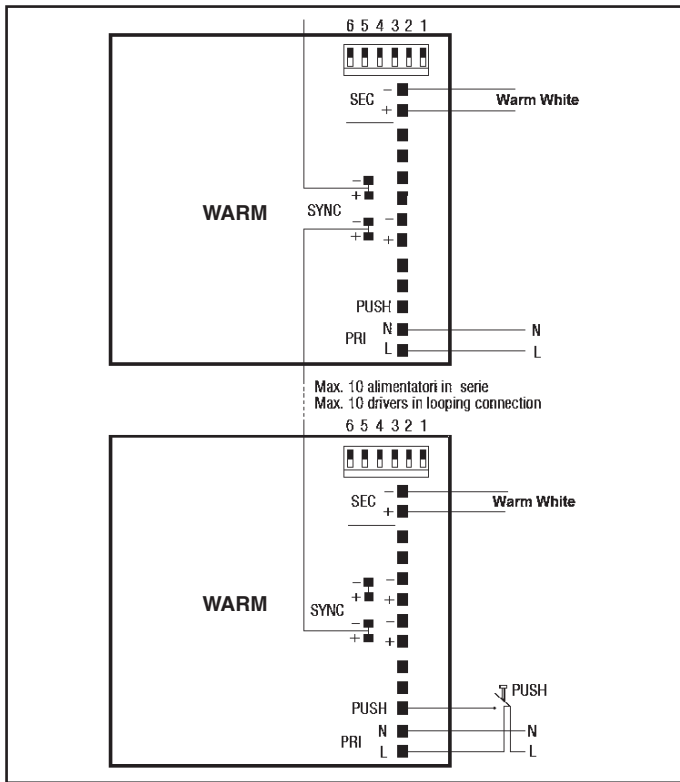 6 5 4 3 2 1
SEC
-
+
Warm White
WARM
-
+
SYNC
-
+
-
+
PUSH
PRI
N
L
N
L
Max. 10 alimentatori in serie
Max. 10 drivers in looping connection
6 5 4 3 2 1
SEC
-
+
Warm White
WARM
-
+
SYNC
-
+
-
+
-
+
PUSH
PUSH
PRI
N
L
N
L